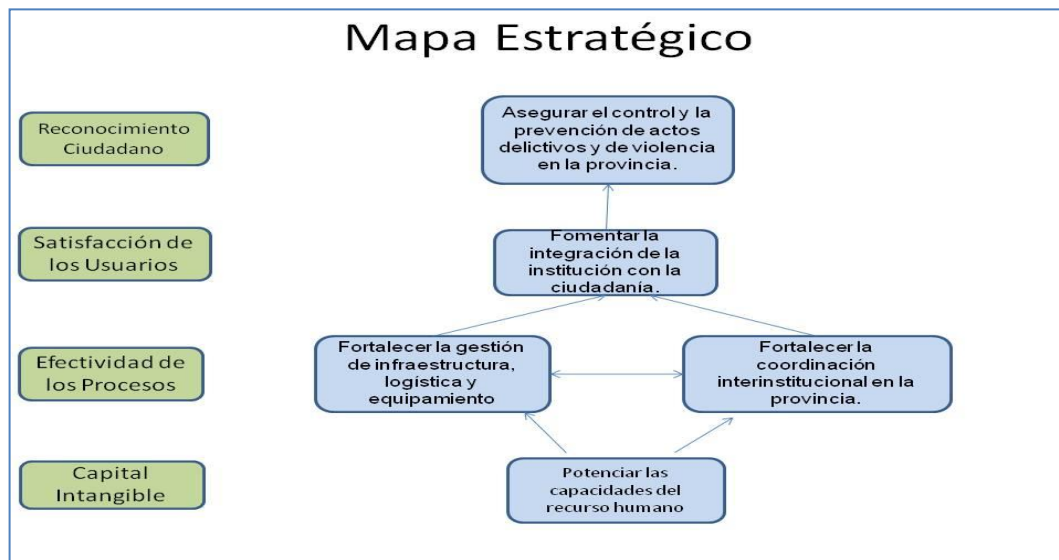 Mapa Estratégico
Reconocimiento
Ciudadano
Asegurar el control y la
prevención de actos
delictivos y de violencia
en la provincia.
Satisfacción de
los Usuarios
Fomentar la
integración de la
institución con la
ciudadanía.
Efectividad de
los Procesos
Fortalecer la gestión
de infraestructura,
logística y
equipamiento
Fortalecer la
coordinación
interinstitucional en la
provincia.
Capital
Intangible
Potenciar las
capacidades del
recurso humano